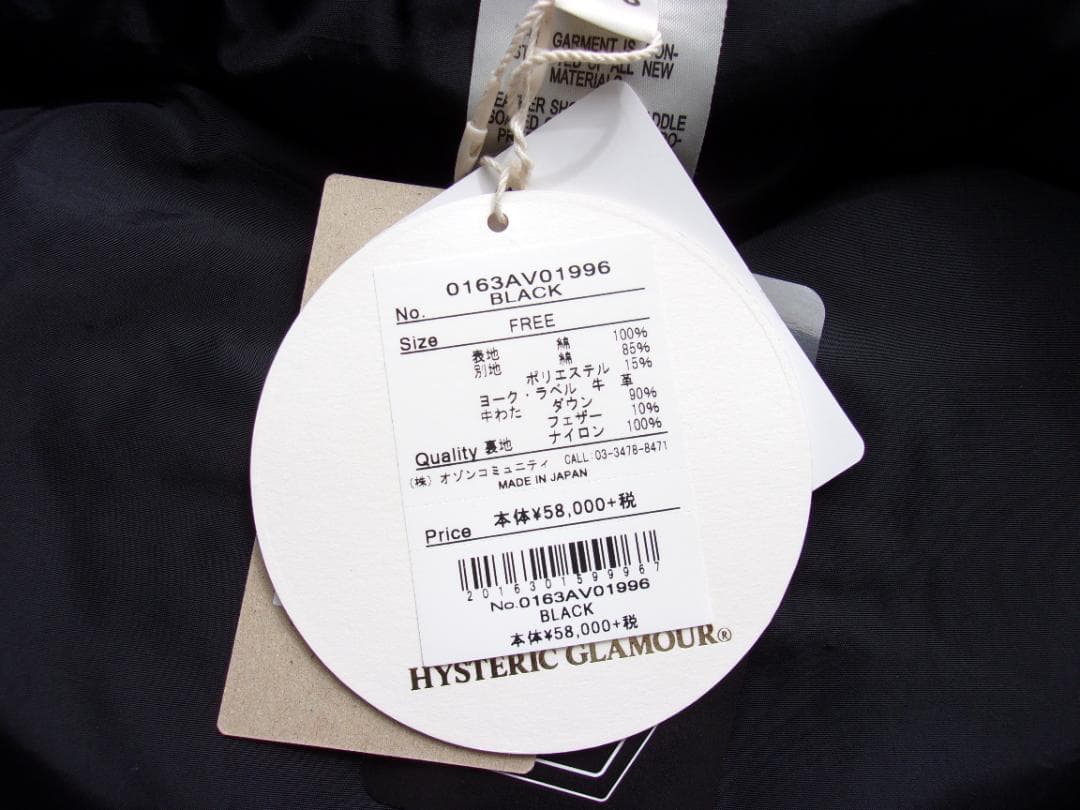 GARMENT IS
OF ALL NEW
MATERIALS
0163AV01996
No. BLACK
Size FREE
表地 綿 100%
別地 綿 85%
ポリエステル 15%
ヨーク・ラベル 牛 革
中わた ダウン 90%
フェザー 10%
Quality 裏地 ナイロン 100%
(株) オゾンコミュニティ CALL:03-3478-8471
MADE IN JAPAN
Price 本体¥58,000+税
2016301599967
No.0163AV01996
BLACK
本体¥58,000+税
HYSTERIC GLAMOUR®